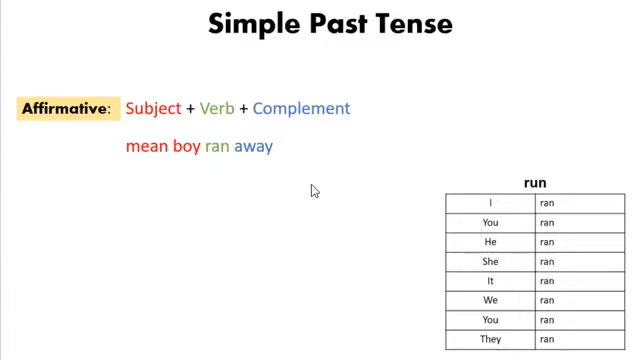 Simple Past Tense
Affirmative: Subject + Verb + Complement
mean boy ran away
run
I ran
You ran
He ran
She ran
It ran
We ran
You ran
They ran